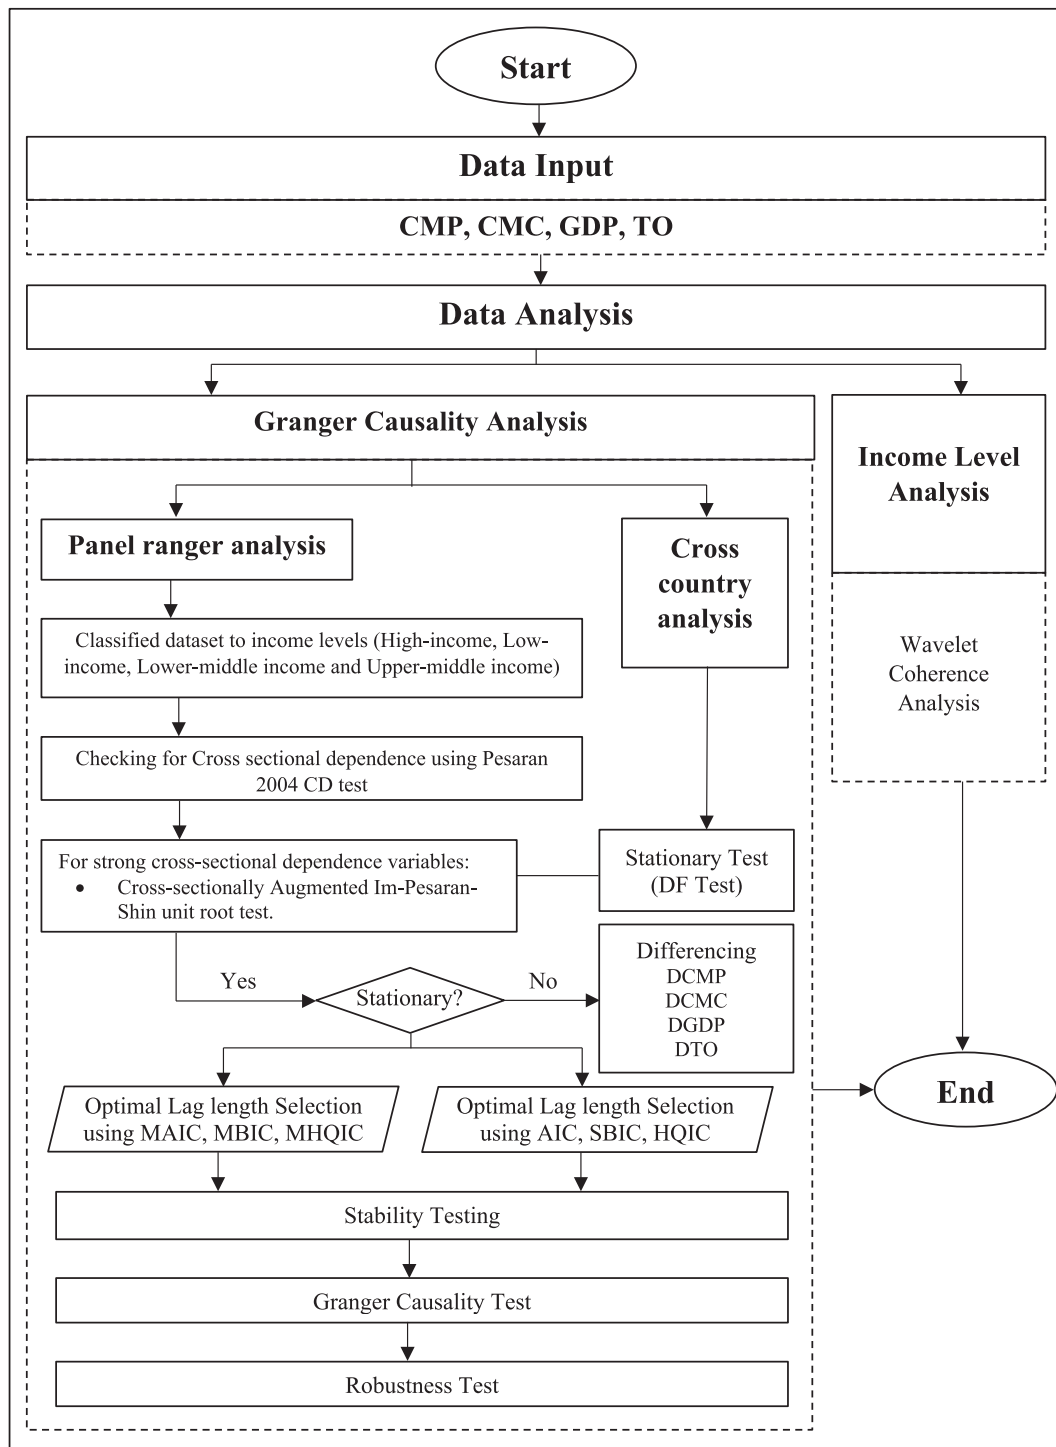 Start
Data Input
CMP, CMC, GDP, TO
Data Analysis
Granger Causality Analysis
Income Level
Analysis
Panel ranger analysis
Cross
country
analysis
Classified dataset to income levels (High-income, Low-
income, Lower-middle income and Upper-middle income)
Wavelet
Coherence
Analysis
Checking for Cross sectional dependence using Pesaran
2004 CD test
For strong cross-sectional dependence variables:
• Cross-sectionally Augmented Im-Pesaran-
Shin unit root test.
Stationary Test
(DF Test)
Yes
Stationary?
No
Differencing
DCMP
DCMC
DGDP
DTO
End
Optimal Lag length Selection
using MAIC, MBIC, MHQIC
Optimal Lag length Selection
using AIC, SBIC, HQIC
Stability Testing
Granger Causality Test
Robustness Test